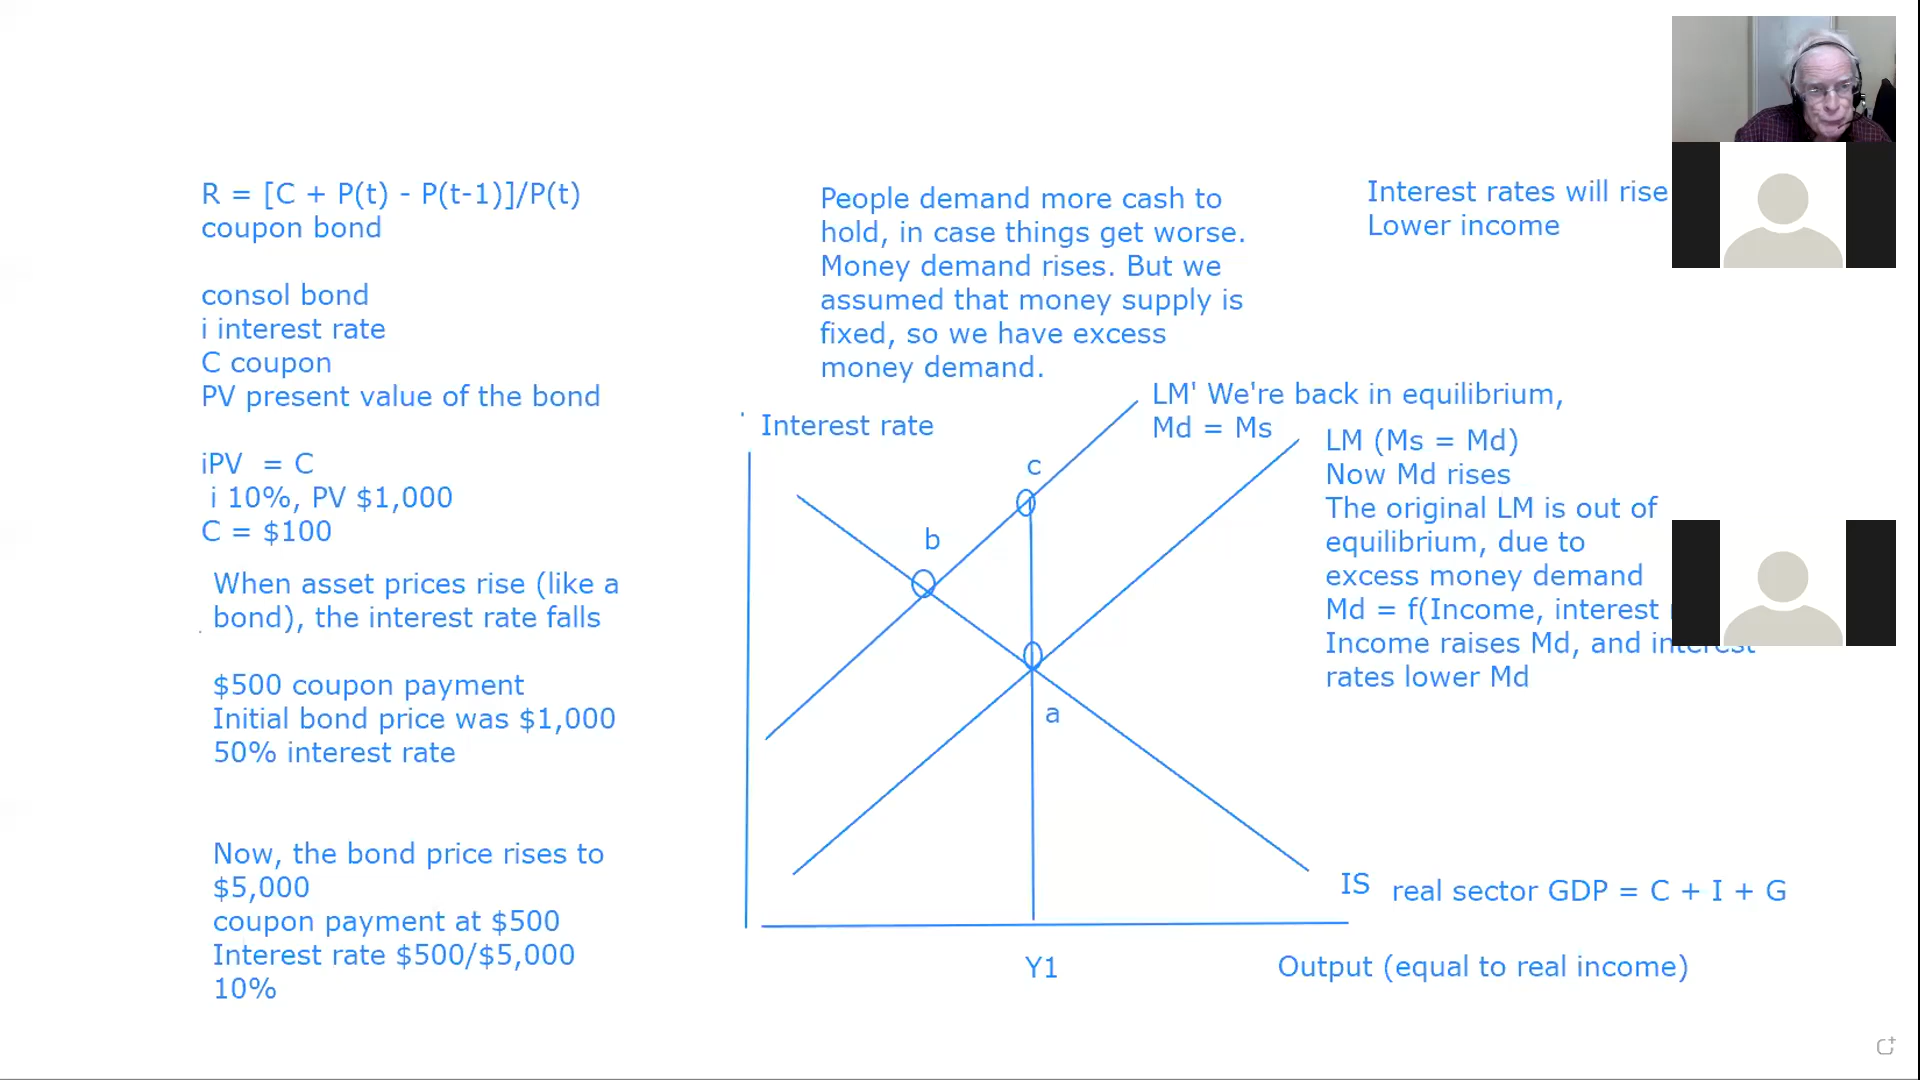 R = [C + P(t) - P(t-1)]/P(t)
coupon bond
consol bond
i interest rate
C coupon
PV present value of the bond
iPV = C
i 10%, PV $1,000
C = $100
When asset prices rise (like a
bond), the interest rate falls
$500 coupon payment
Initial bond price was $1,000
50% interest rate
Now, the bond price rises to
$5,000
coupon payment at $500
Interest rate $500/$5,000
10%
People demand more cash to
hold, in case things get worse.
Money demand rises. But we
assumed that money supply is
fixed, so we have excess
money demand.
Interest rates will rise
Lower income
Interest rate
LM' We're back in equilibrium,
Md = Ms
LM (Ms = Md)
Now Md rises
The original LM is out of
equilibrium, due to
excess money demand
Md = f(Income, interest
Income raises Md, and interest
rates lower Md
c
b
a
IS
real sector GDP = C + I + G
Y1
Output (equal to real income)